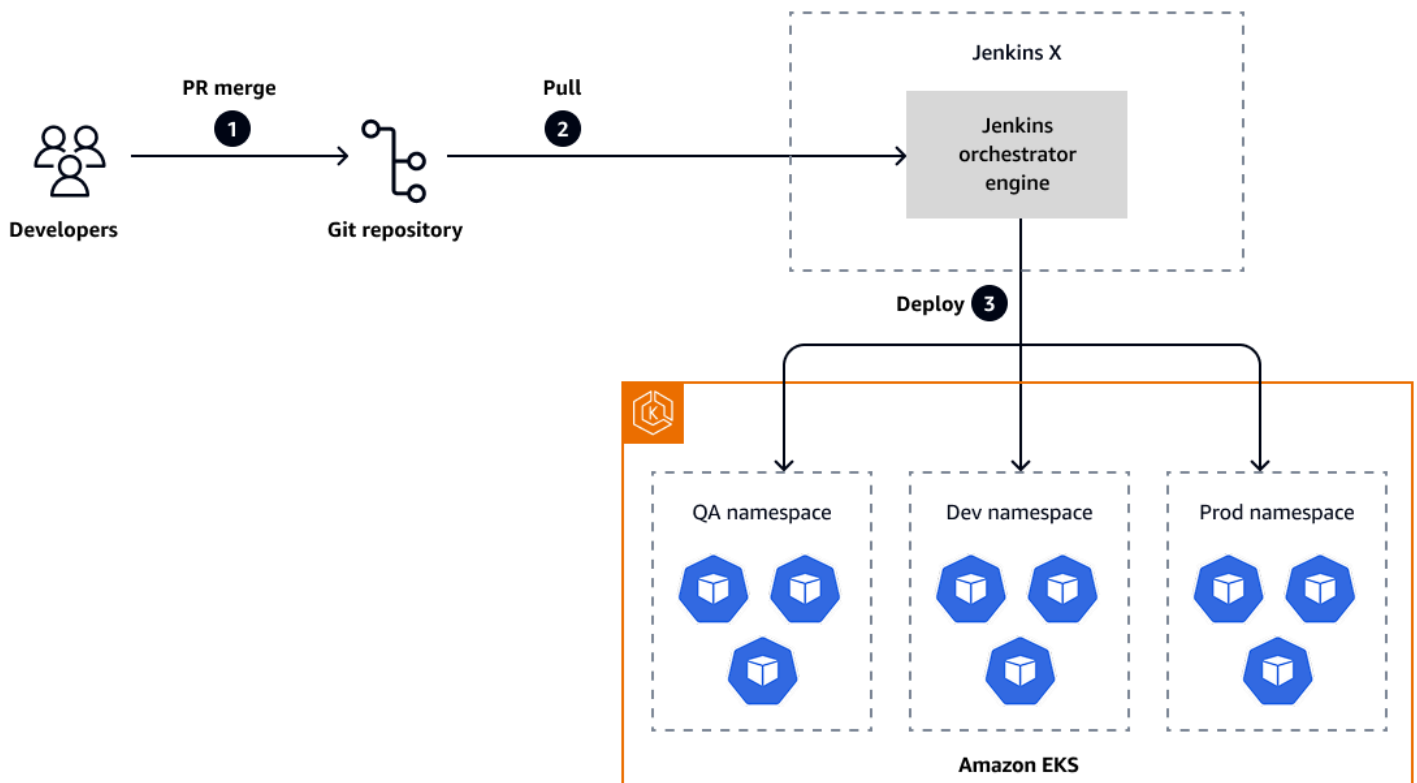 Jenkins X
PR merge
1
Pull
2
Jenkins
orchestrator
engine
Developers
Git repository
Deploy 3
K
QA namespace
Dev namespace
Prod namespace
Amazon EKS